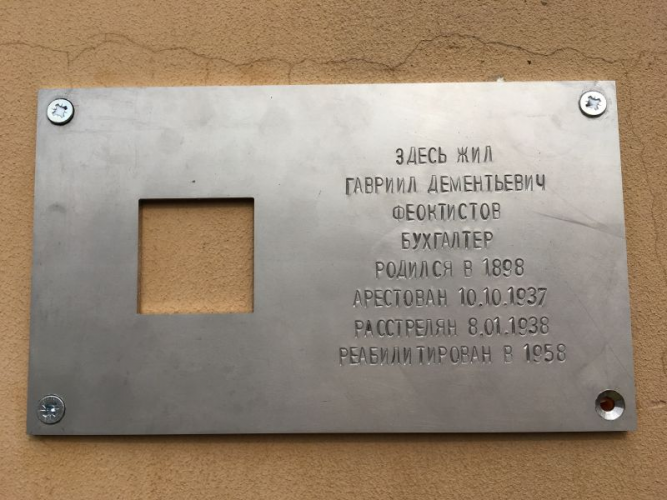 ЗДЕСЬ ЖИЛ
ГАВРИИЛ ДЕМЕНТЬЕВИЧ
ФЕОКТИСТОВ
БУХГАЛТЕР
РОДИЛСЯ В 1898
АРЕСТОВАН 10.10.1937
РАССТРЕЛЯН 8.01.1938
РЕАБИЛИТИРОВАН В 1958